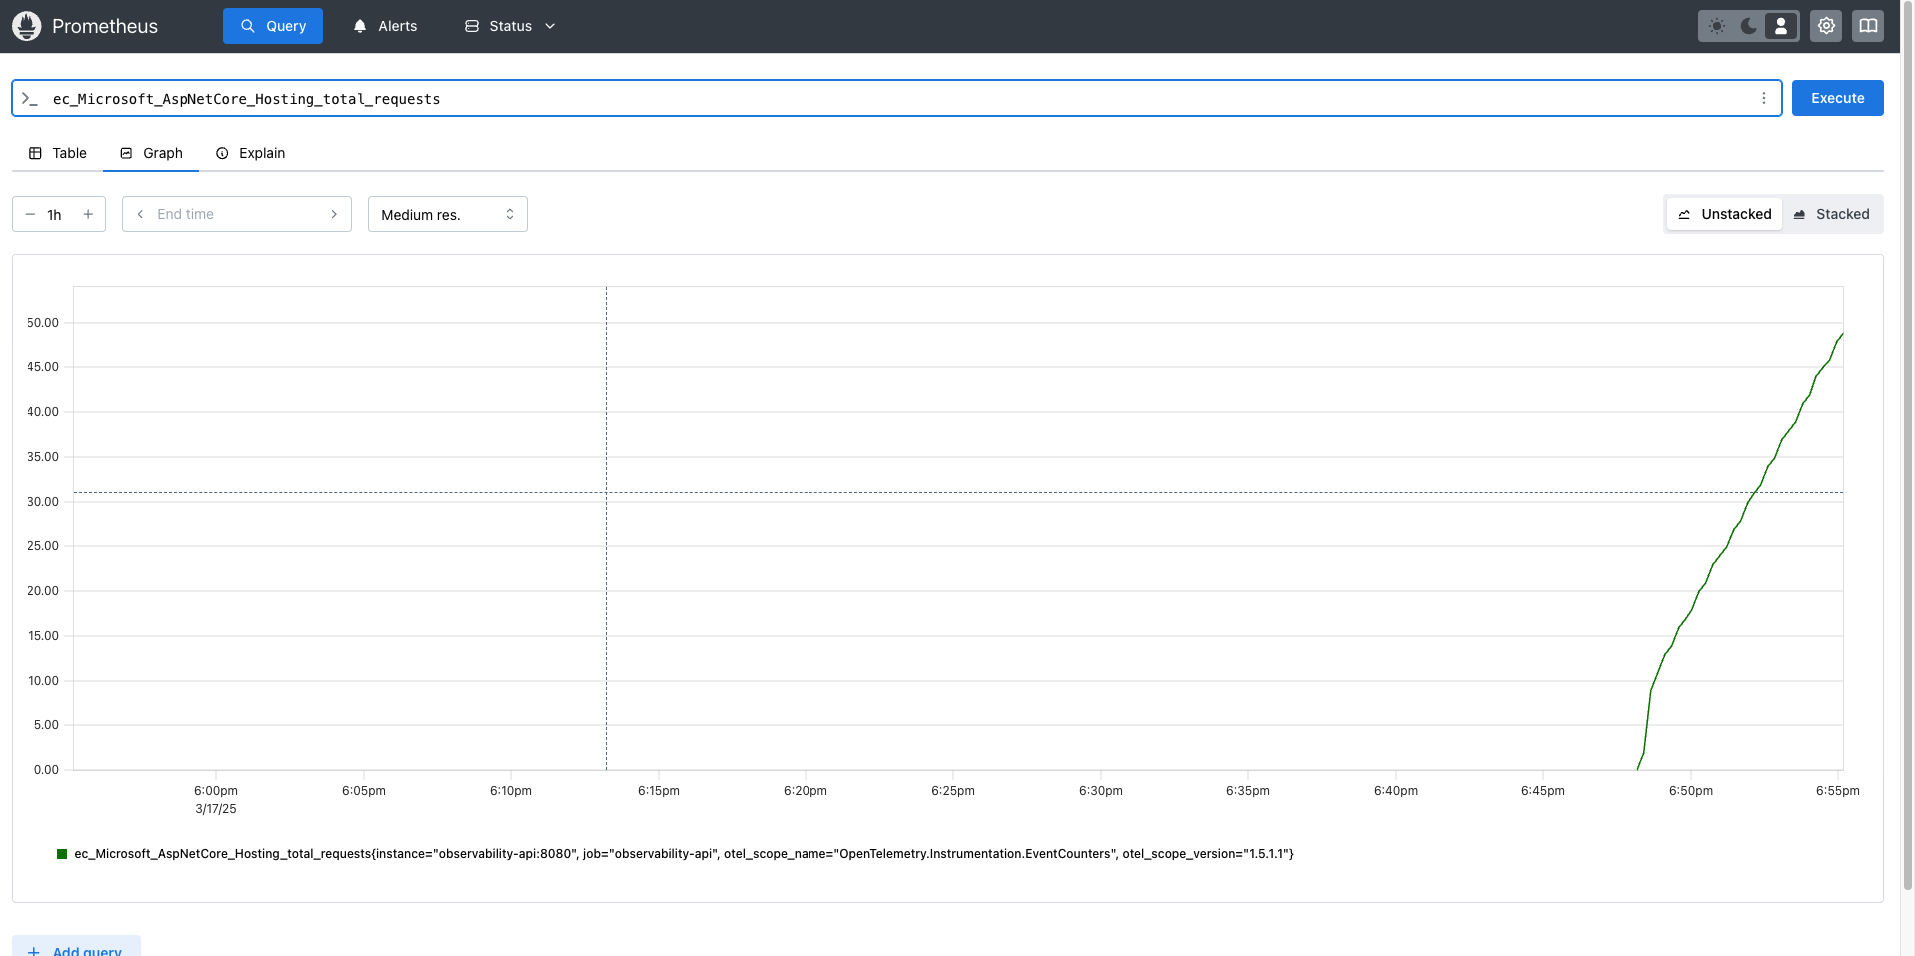 Prometheus Query Alerts Status
ec_Microsoft_AspNetCore_Hosting_total_requests Execute
Table Graph Explain
1h End time Medium res. Unstacked Stacked
50.00
45.00
40.00
35.00
30.00
25.00
20.00
15.00
10.00
5.00
0.00
6:00pm 6:05pm 6:10pm 6:15pm 6:20pm 6:25pm 6:30pm 6:35pm 6:40pm 6:45pm 6:50pm 6:55pm
3/17/25
ec_Microsoft_AspNetCore_Hosting_total_requests{instance="observability-api:8080", job="observability-api", otel_scope_name="OpenTelemetry.Instrumentation.EventCounters", otel_scope_version="1.5.1.1"}
Add query